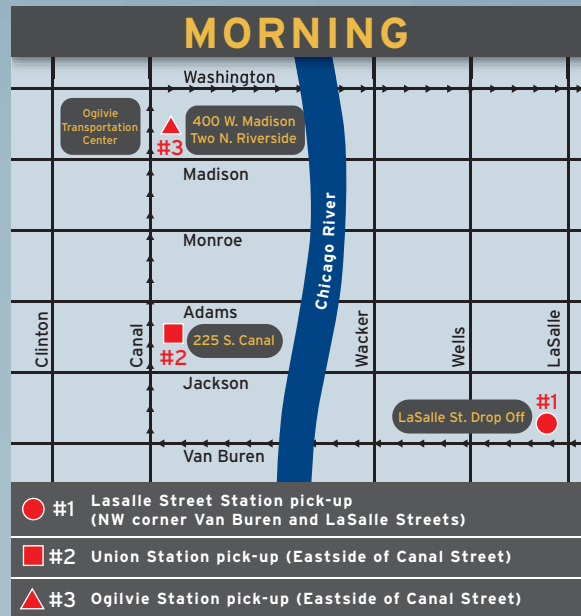 MORNING
Washington
Ogilvie
Transportation
Center
#3
400 W. Madison
Two N. Riverside
Madison
Monroe
Chicago River
Adams
Clinton
Canal
#2
225 S. Canal
Wacker
Wells
LaSalle
Jackson
#1
LaSalle St. Drop Off
Van Buren
#1 Lasalle Street Station pick-up
(NW corner Van Buren and LaSalle Streets)
#2 Union Station pick-up (Eastside of Canal Street)
#3 Ogilvie Station pick-up (Eastside of Canal Street)